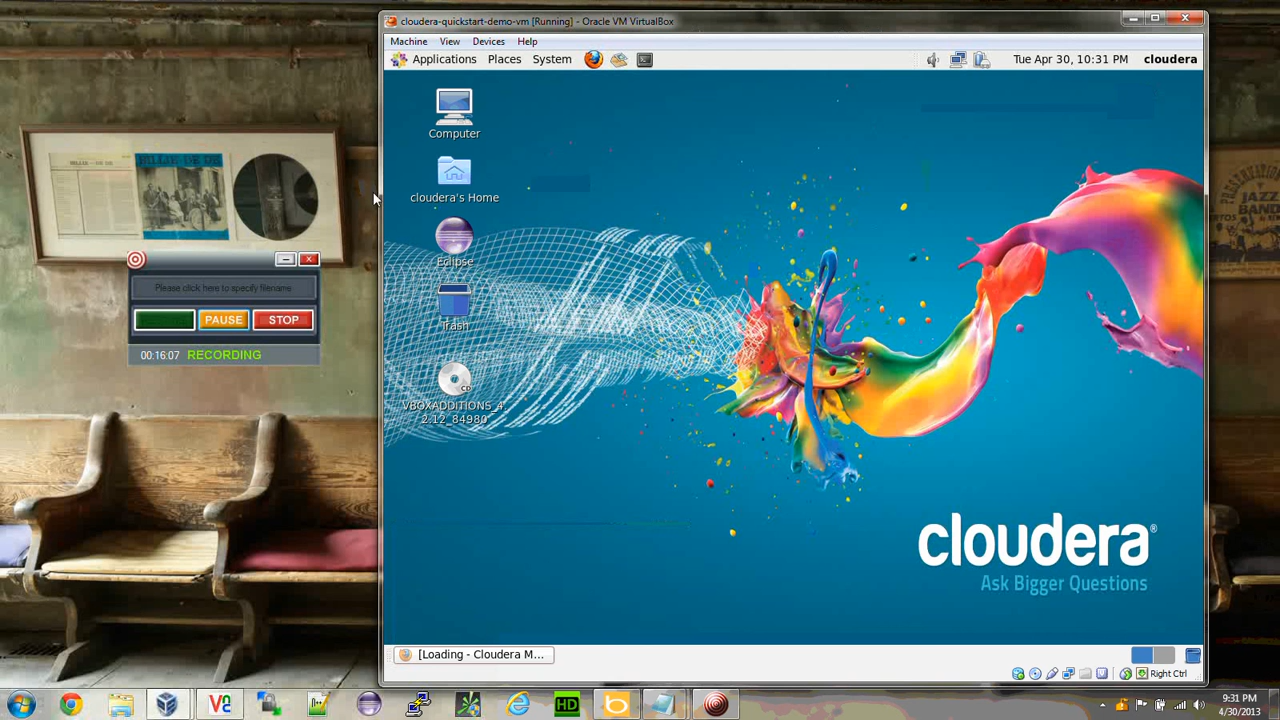 cloudera-quickstart-demo-vm [Running] - Oracle VM VirtualBox
Machine View Devices Help
Applications Places System
Tue Apr 30, 10:31 PM cloudera
Computer
cloudera's Home
Eclipse
Trash
CD
VBOXADDITIONS_4.
2.12_84980
Please click here to specify filename
PAUSE STOP
00:16:07 RECORDING
cloudera®
Ask Bigger Questions
[Loading - Cloudera M...
Right Ctrl
HD
9:31 PM
4/30/2013